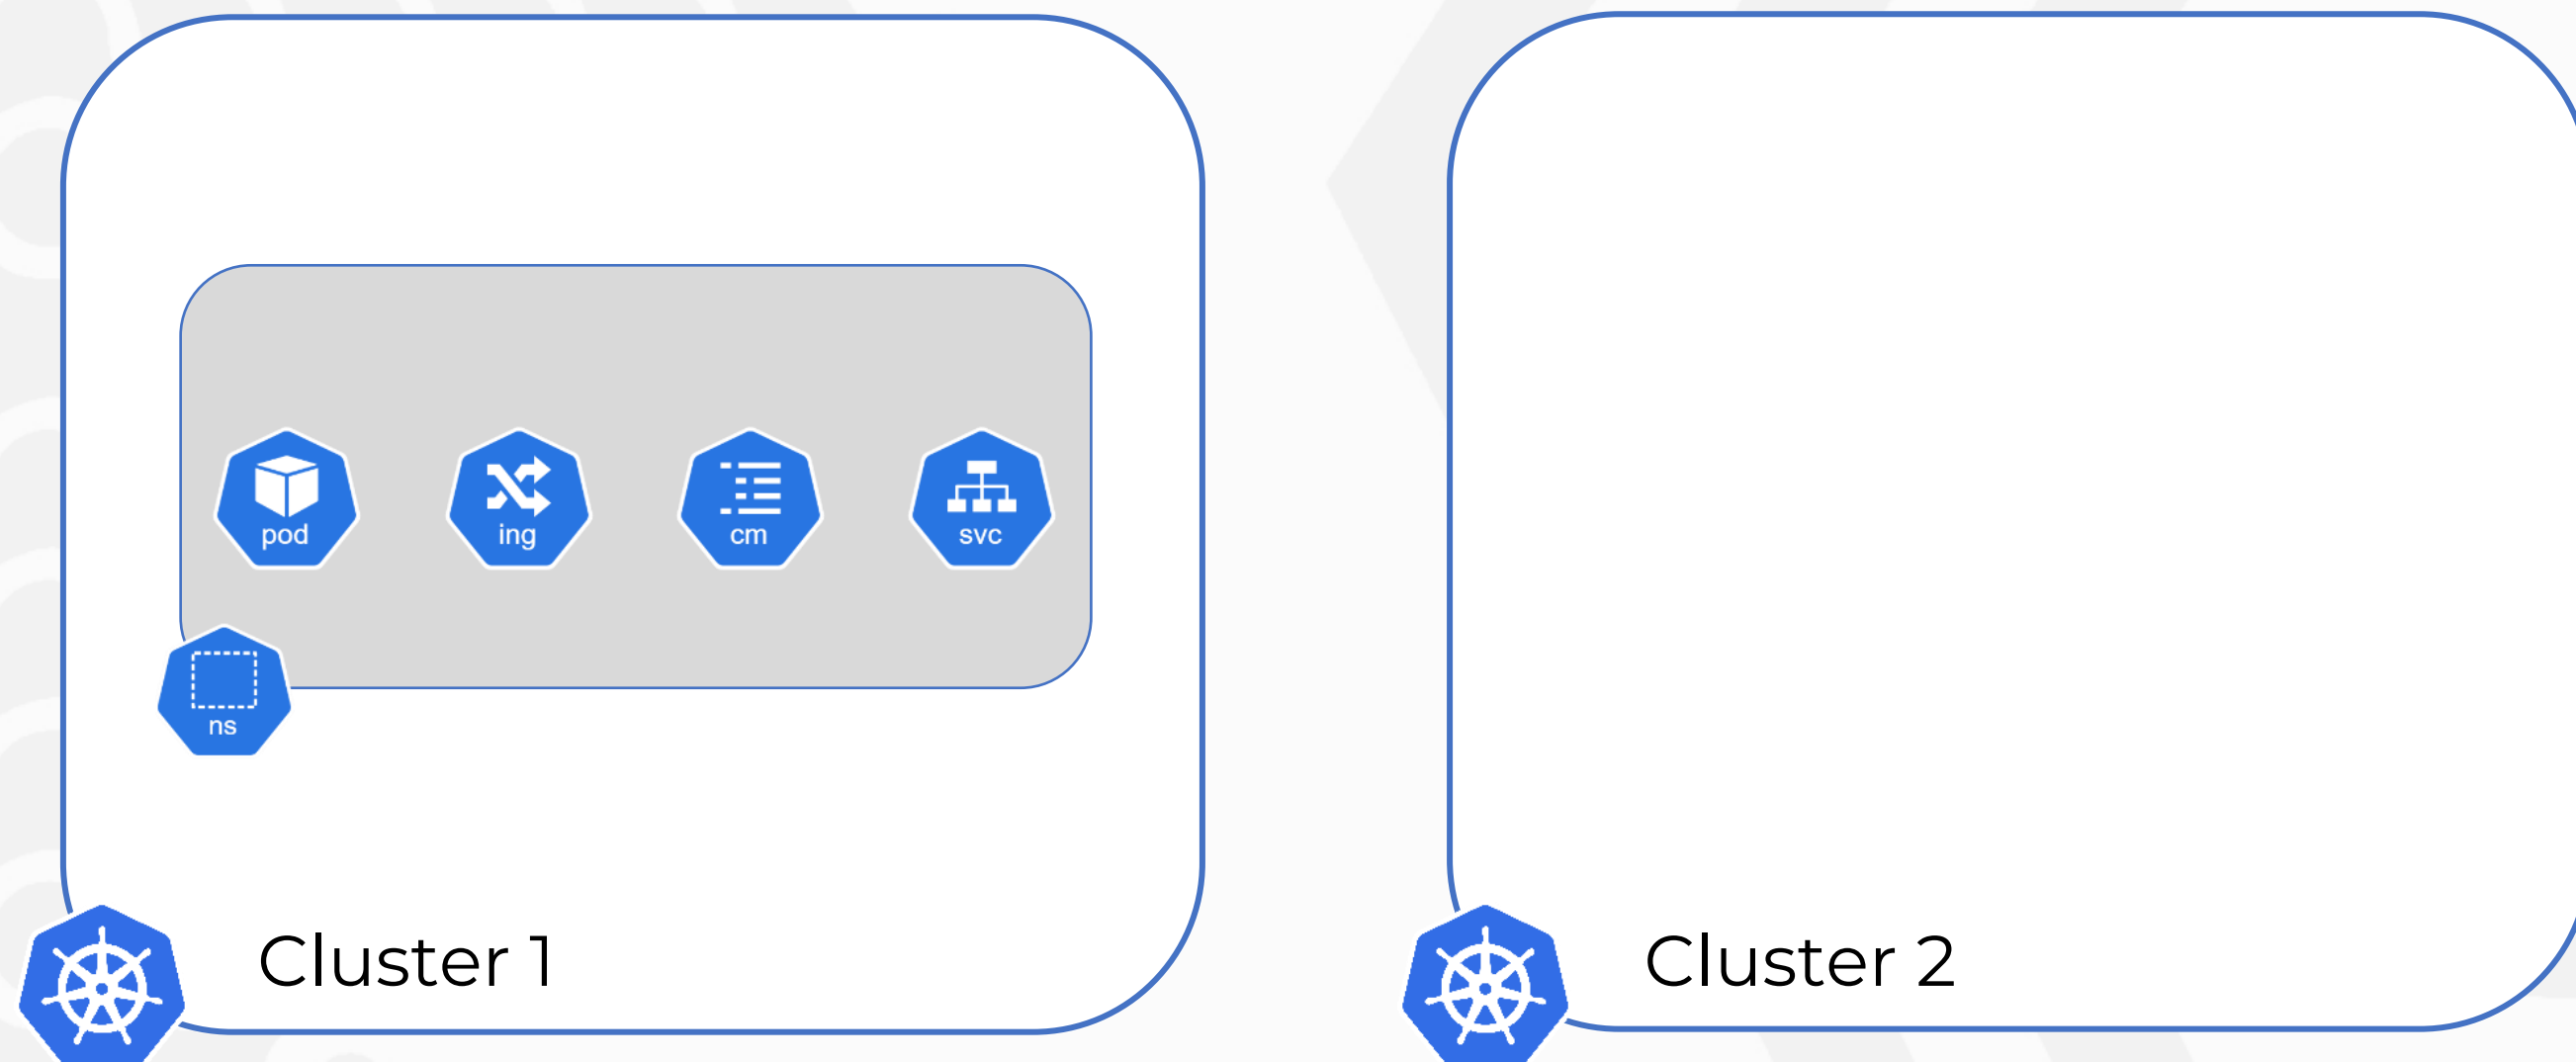 pod
ing
cm
svc
ns
Cluster 1
Cluster 2